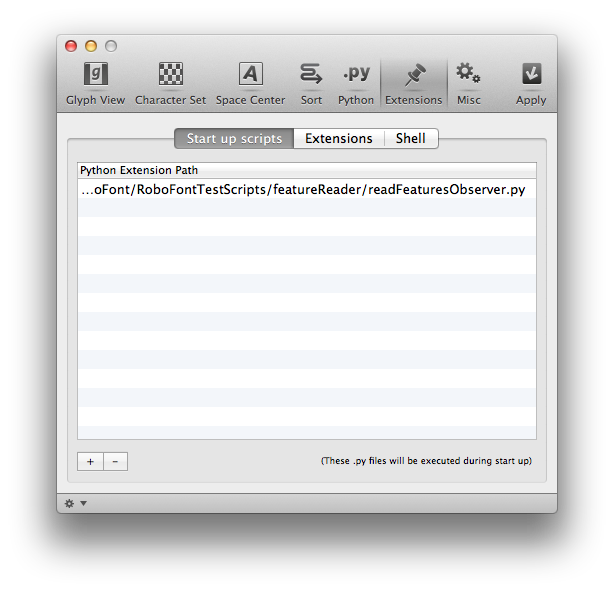 g A .py
Glyph View Character Set Space Center Sort Python Extensions Misc Apply
Start up scripts Extensions Shell
Python Extension Path
...oFont/RoboFontTestScripts/featureReader/readFeaturesObserver.py
+ − (These .py files will be executed during start up)